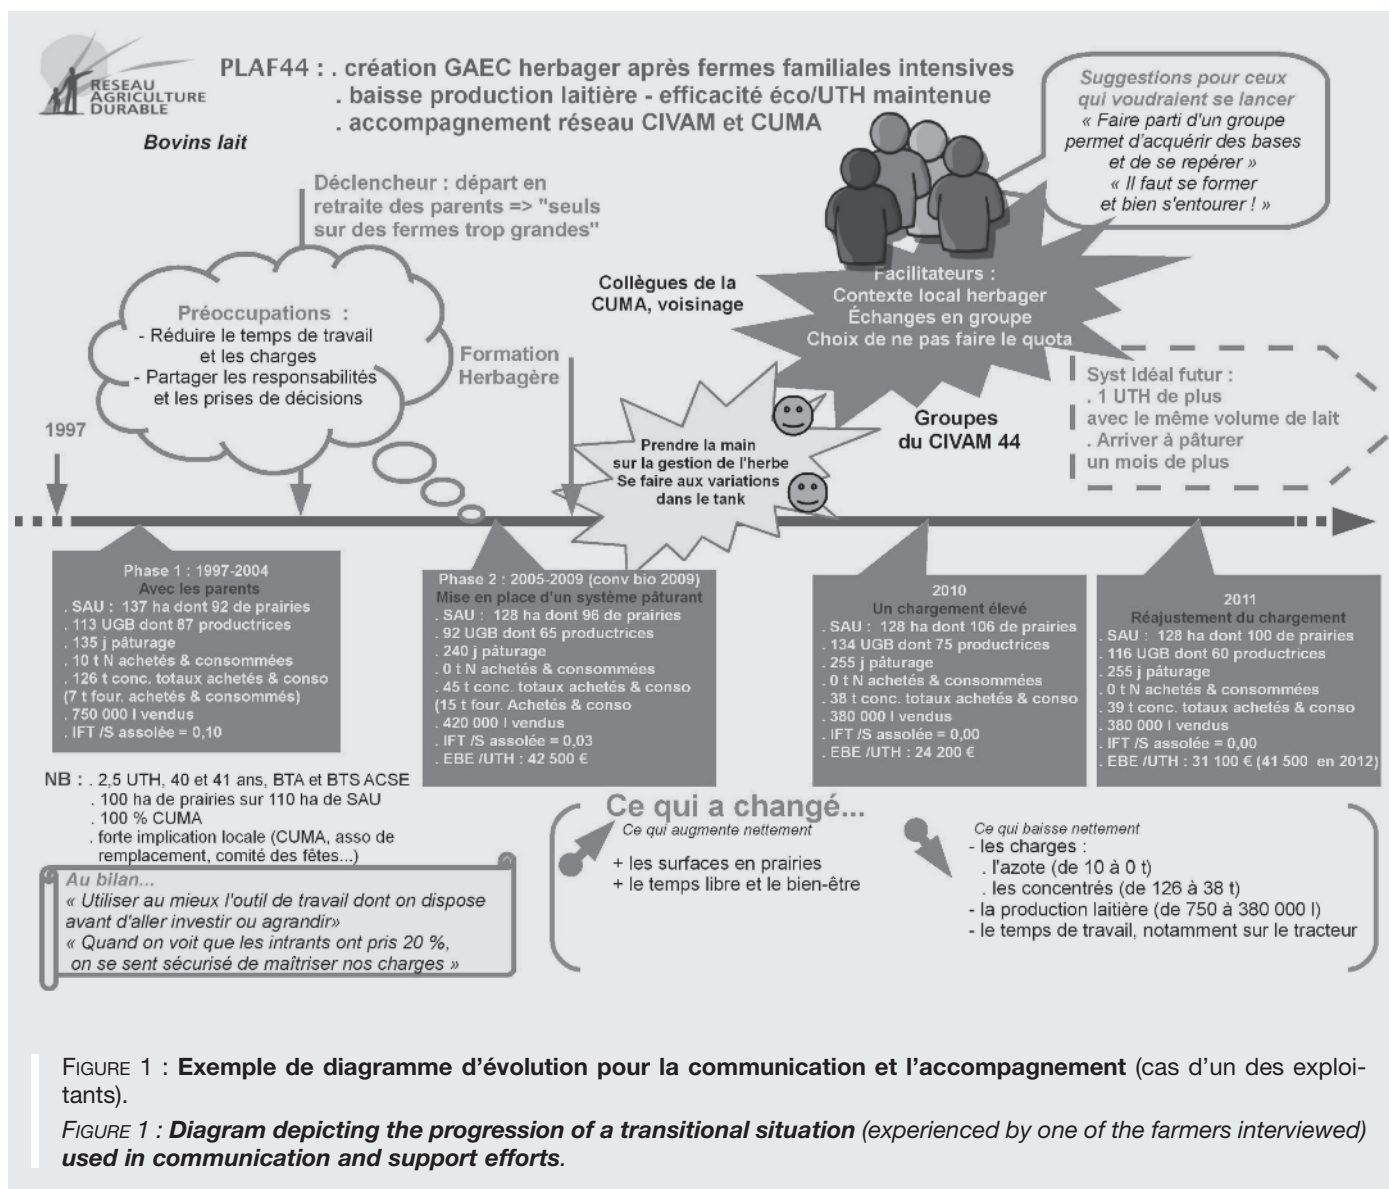 RESEAU
AGRICULTURE
DURABLE
Bovins lait
PLAF44 : . création GAEC herbager après fermes familiales intensives
. baisse production laitière - efficacité éco/UTH maintenue
. accompagnement réseau CIVAM et CUMA
Suggestions pour ceux
qui voudraient se lancer
« Faire parti d'un groupe
permet d'acquérir des bases
et de se repérer »
« Il faut se former
et bien s'entourer ! »
Déclencheur : départ en
retraite des parents => "seuls
sur des fermes trop grandes"
Préoccupations :
- Réduire le temps de travail
et les charges
- Partager les responsabilités
et les prises de décisions
1997
Formation
Herbagère
Collègues de la
CUMA, voisinage
Facilitateurs :
Contexte local herbager
Échanges en groupe
Choix de ne pas faire le quota
Prendre la main
sur la gestion de l'herbe
Se faire aux variations
dans le tank
Groupes
du CIVAM 44
Syst Idéal futur :
. 1 UTH de plus
avec le même volume de lait
. Arriver à pâturer
un mois de plus
Phase 1 : 1997-2004
Avec les parents
. SAU : 137 ha dont 92 de prairies
. 113 UGB dont 87 productrices
. 135 j pâturage
. 10 t N achetés & consommées
. 126 t conc. totaux achetés & conso
(7 t four. achetés & consommés)
. 750 000 l vendus
. IFT /S assolée = 0,10
Phase 2 : 2005-2009 (conv bio 2009)
Mise en place d'un système pâturant
. SAU : 128 ha dont 96 de prairies
. 92 UGB dont 65 productrices
. 240 j pâturage
. 0 t N achetés & consommées
. 45 t conc. totaux achetés & conso
(15 t four. Achetés & conso
. 420 000 l vendus
. IFT /S assolée = 0,03
. EBE /UTH : 42 500 €
2010
Un chargement élevé
. SAU : 128 ha dont 106 de prairies
. 134 UGB dont 75 productrices
. 255 j pâturage
. 0 t N achetés & consommées
. 38 t conc. totaux achetés & conso
. 380 000 l vendus
. IFT /S assolée = 0,00
. EBE /UTH : 24 200 €
2011
Réajustement du chargement
. SAU : 128 ha dont 100 de prairies
. 116 UGB dont 60 productrices
. 255 j pâturage
. 0 t N achetés & consommées
. 39 t conc. totaux achetés & conso
. 380 000 l vendus
. IFT /S assolée = 0,00
. EBE /UTH : 31 100 € (41 500 en 2012)
NB : . 2,5 UTH, 40 et 41 ans, BTA et BTS ACSE
. 100 ha de prairies sur 110 ha de SAU
. 100 % CUMA
. forte implication locale (CUMA, asso de
remplacement, comité des fêtes...)
Au bilan...
« Utiliser au mieux l'outil de travail dont on dispose
avant d'aller investir ou agrandir»
« Quand on voit que les intrants ont pris 20 %,
on se sent sécurisé de maîtriser nos charges »
Ce qui a changé...
Ce qui augmente nettement
+ les surfaces en prairies
+ le temps libre et le bien-être
Ce qui baisse nettement
- les charges :
. l'azote (de 10 à 0 t)
. les concentrés (de 126 à 38 t)
- la production laitière (de 750 à 380 000 l)
- le temps de travail, notamment sur le tracteur
FIGURE 1 : Exemple de diagramme d'évolution pour la communication et l'accompagnement (cas d'un des exploi-
tants).
FIGURE 1 : Diagram depicting the progression of a transitional situation (experienced by one of the farmers interviewed)
used in communication and support efforts.